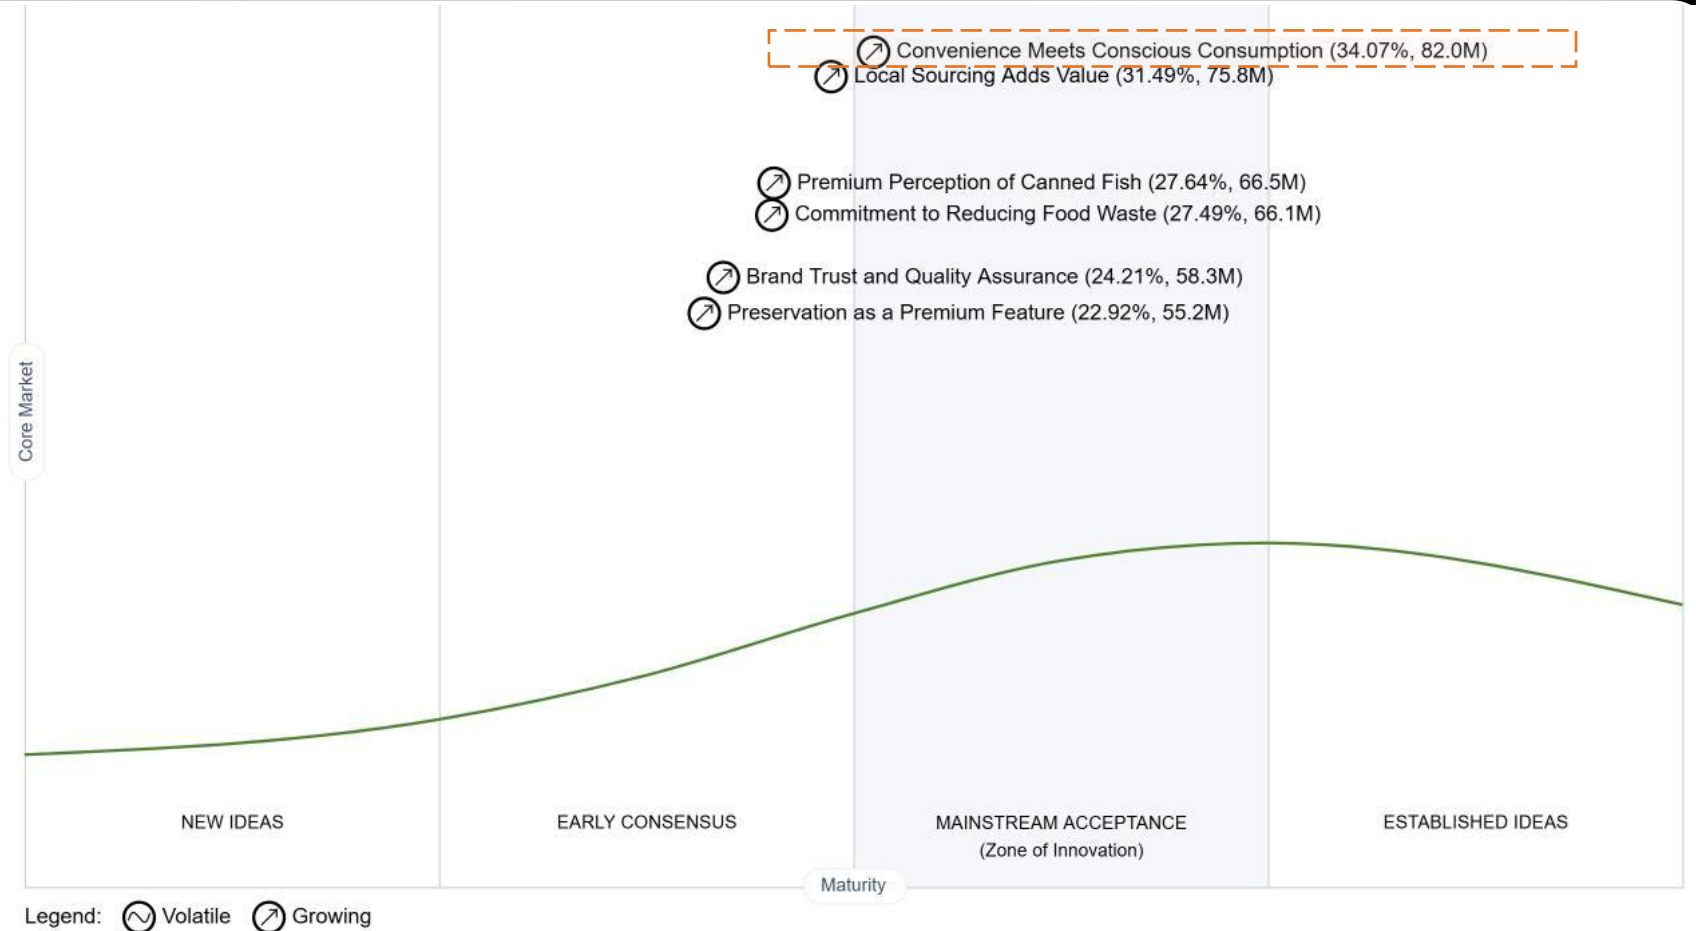 Convenience Meets Conscious Consumption (34.07%, 82.0M)
Local Sourcing Adds Value (31.49%, 75.8M)
Premium Perception of Canned Fish (27.64%, 66.5M)
Commitment to Reducing Food Waste (27.49%, 66.1M)
Brand Trust and Quality Assurance (24.21%, 58.3M)
Preservation as a Premium Feature (22.92%, 55.2M)
Core Market
NEW IDEAS
EARLY CONSENSUS
MAINSTREAM ACCEPTANCE
(Zone of Innovation)
ESTABLISHED IDEAS
Maturity
Legend: Volatile Growing